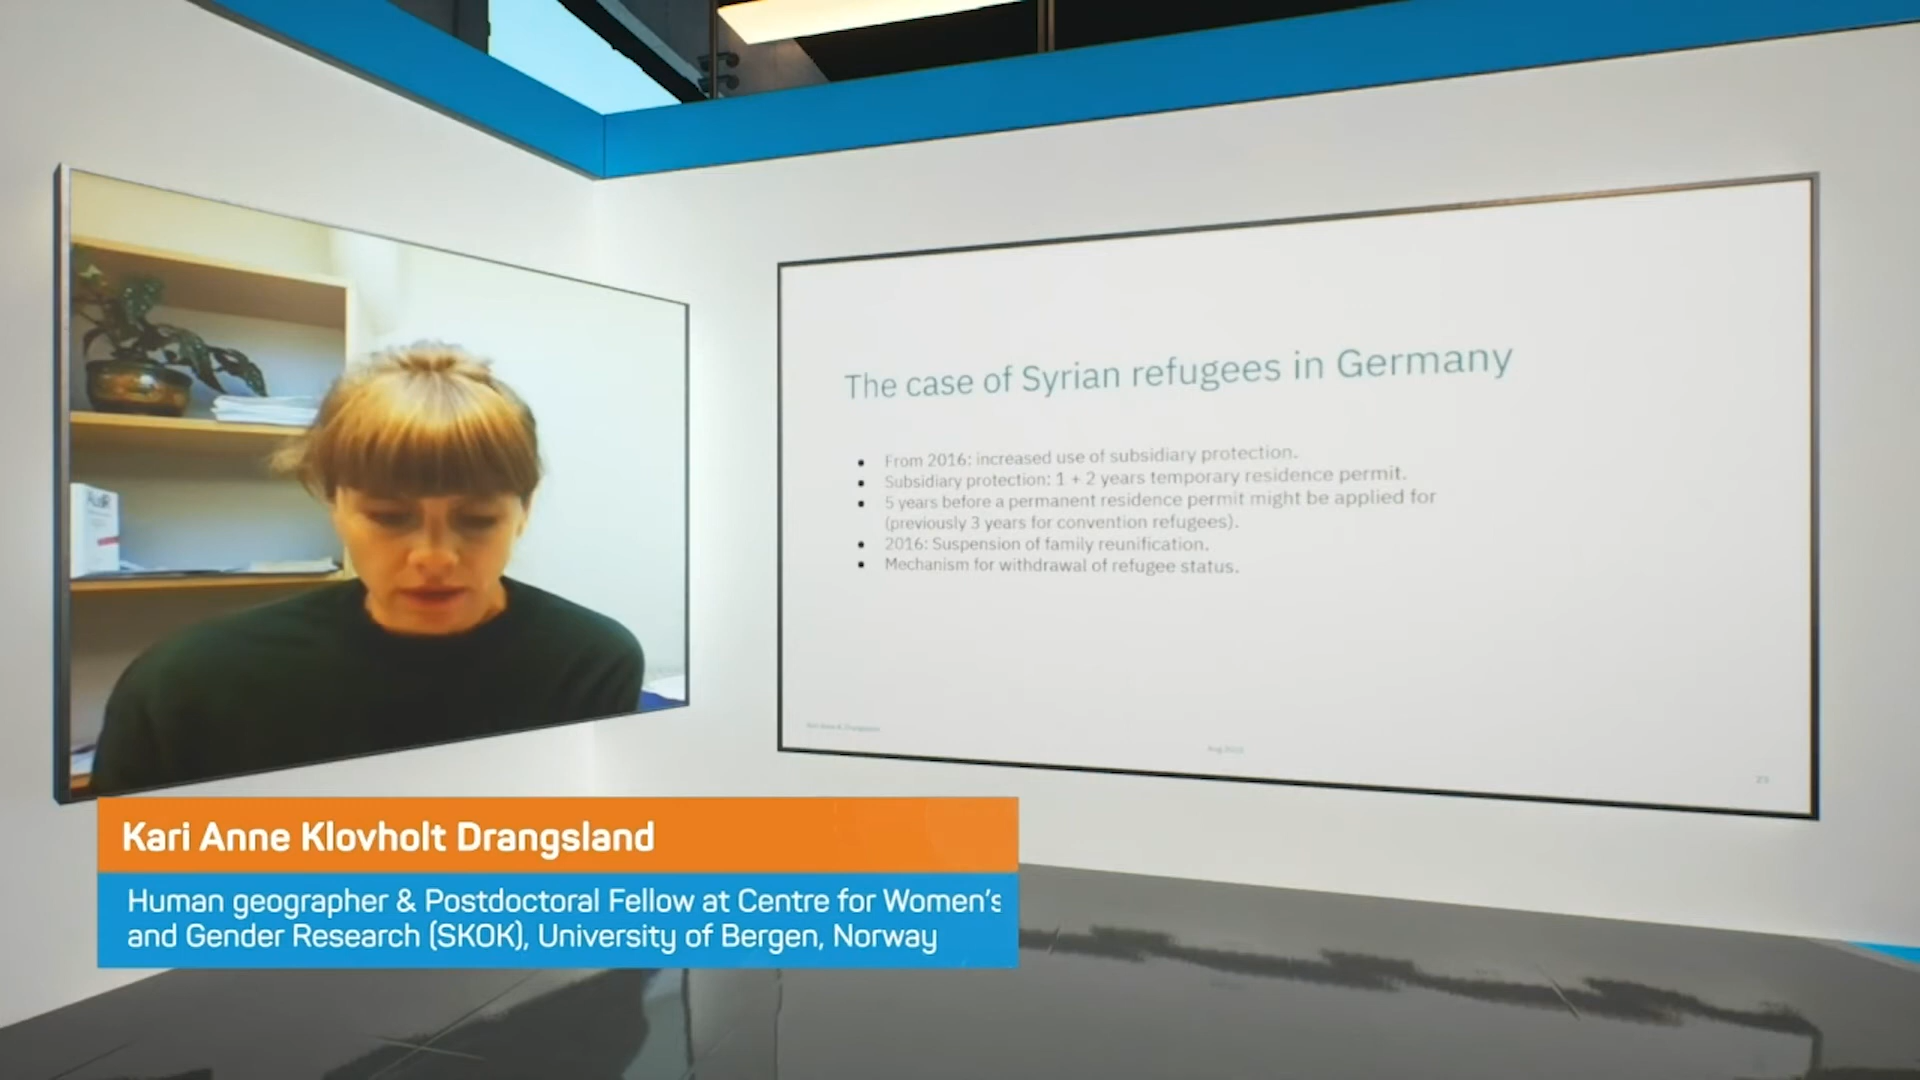 The case of Syrian refugees in Germany
From 2016: increased use of subsidiary protection.
Subsidiary protection: 1 + 2 years temporary residence permit.
5 years before a permanent residence permit might be applied for
(previously 3 years for convention refugees).
2016: Suspension of family reunification.
Mechanism for withdrawal of refugee status.
23
Kari Anne Klovholt Drangsland
Human geographer & Postdoctoral Fellow at Centre for Women's
and Gender Research (SKOK), University of Bergen, Norway